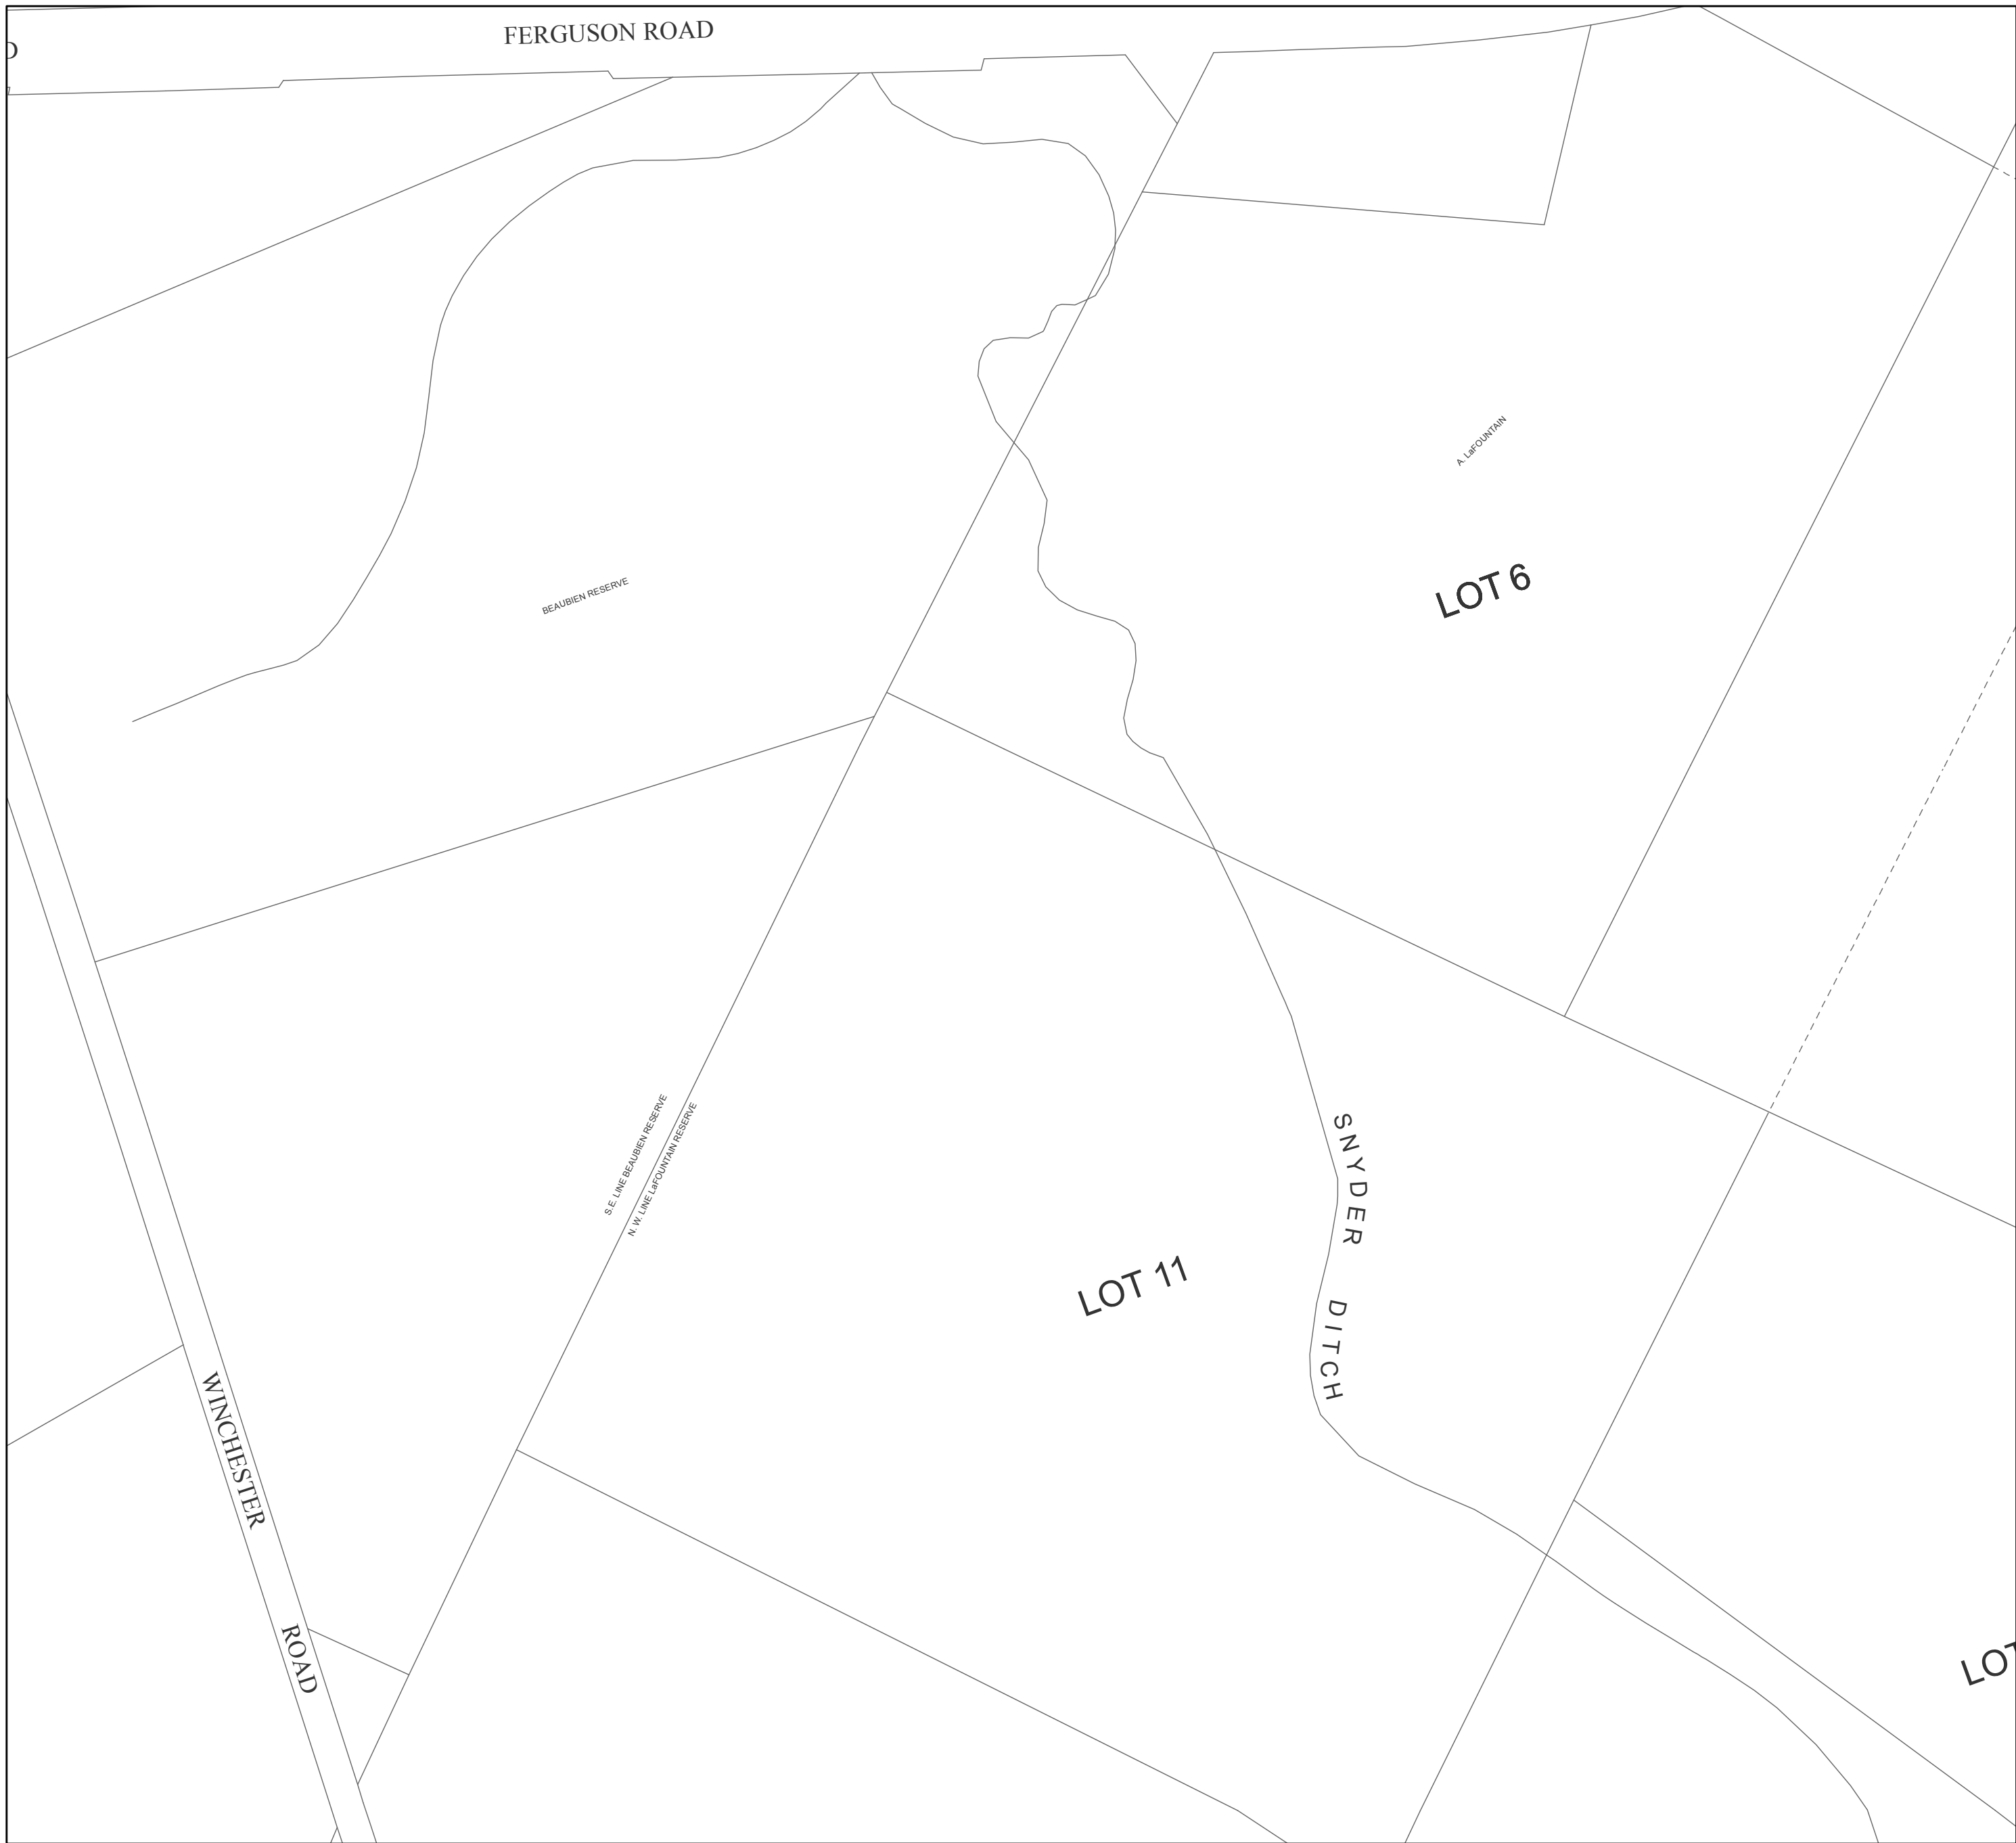 FERGUSON ROAD
D
A. LaFOUNTAIN
LOT 6
BEAUBIEN RESERVE
S.E. LINE BEAUBIEN RESERVE
N. W. LINE LaFOUNTAIN RESERVE
SNYDER DITCH
LOT 11
WINCHESTER ROAD
LOT